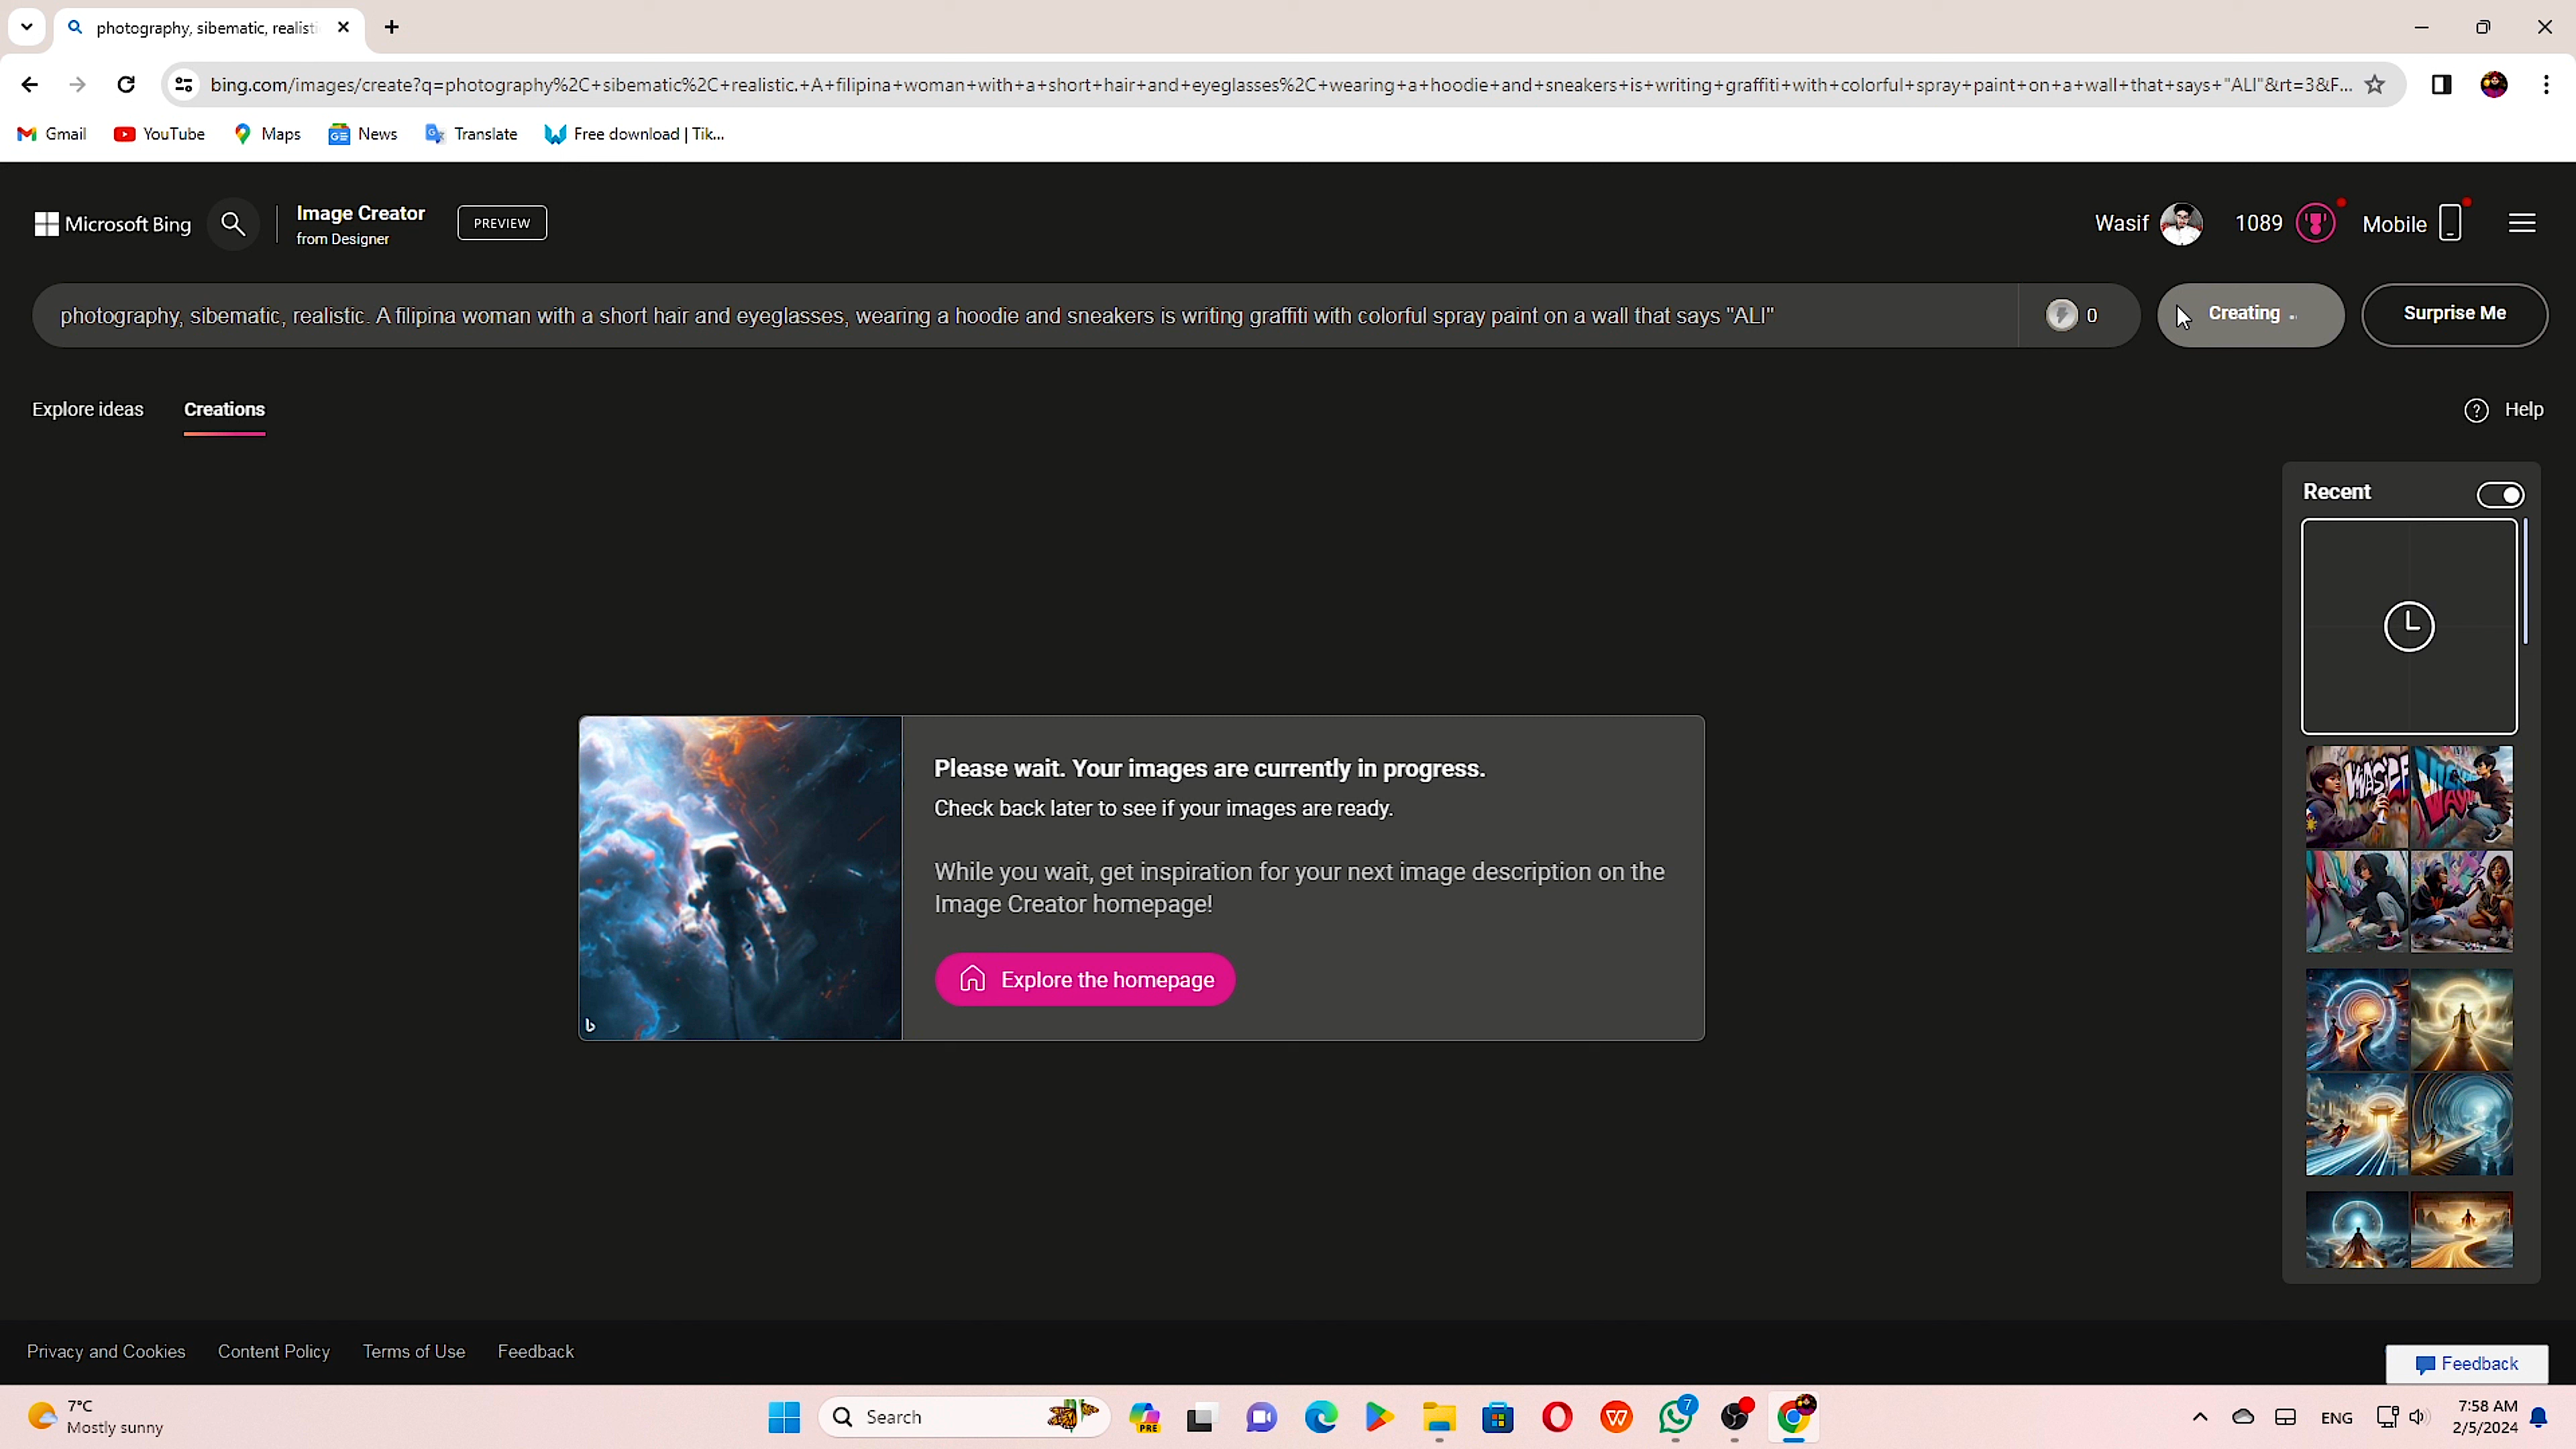 photography, sibematic, realisti
bing.com/images/create?q=photography%2C+sibematic%2C+realistic.+A+filipina+woman+with+a+short+hair+and+eyeglasses%2C+wearing+a+hoodie+and+sneakers+is+writing+graffiti+with+colorful+spray+paint+on+a+wall+that+says+"ALI"&rt=3&F...
Gmail YouTube Maps News Translate Free download | Tik...
Microsoft Bing Image Creator from Designer PREVIEW Wasif 1089 Mobile
photography, sibematic, realistic. A filipina woman with a short hair and eyeglasses, wearing a hoodie and sneakers is writing graffiti with colorful spray paint on a wall that says "ALI" 0 Creating .. Surprise Me
Explore ideas Creations Help
Recent
Please wait. Your images are currently in progress.
Check back later to see if your images are ready.
While you wait, get inspiration for your next image description on the
Image Creator homepage!
Explore the homepage
Privacy and Cookies Content Policy Terms of Use Feedback
Feedback
7°C
Mostly sunny
Search
PRE
7
ENG
7:58 AM
2/5/2024